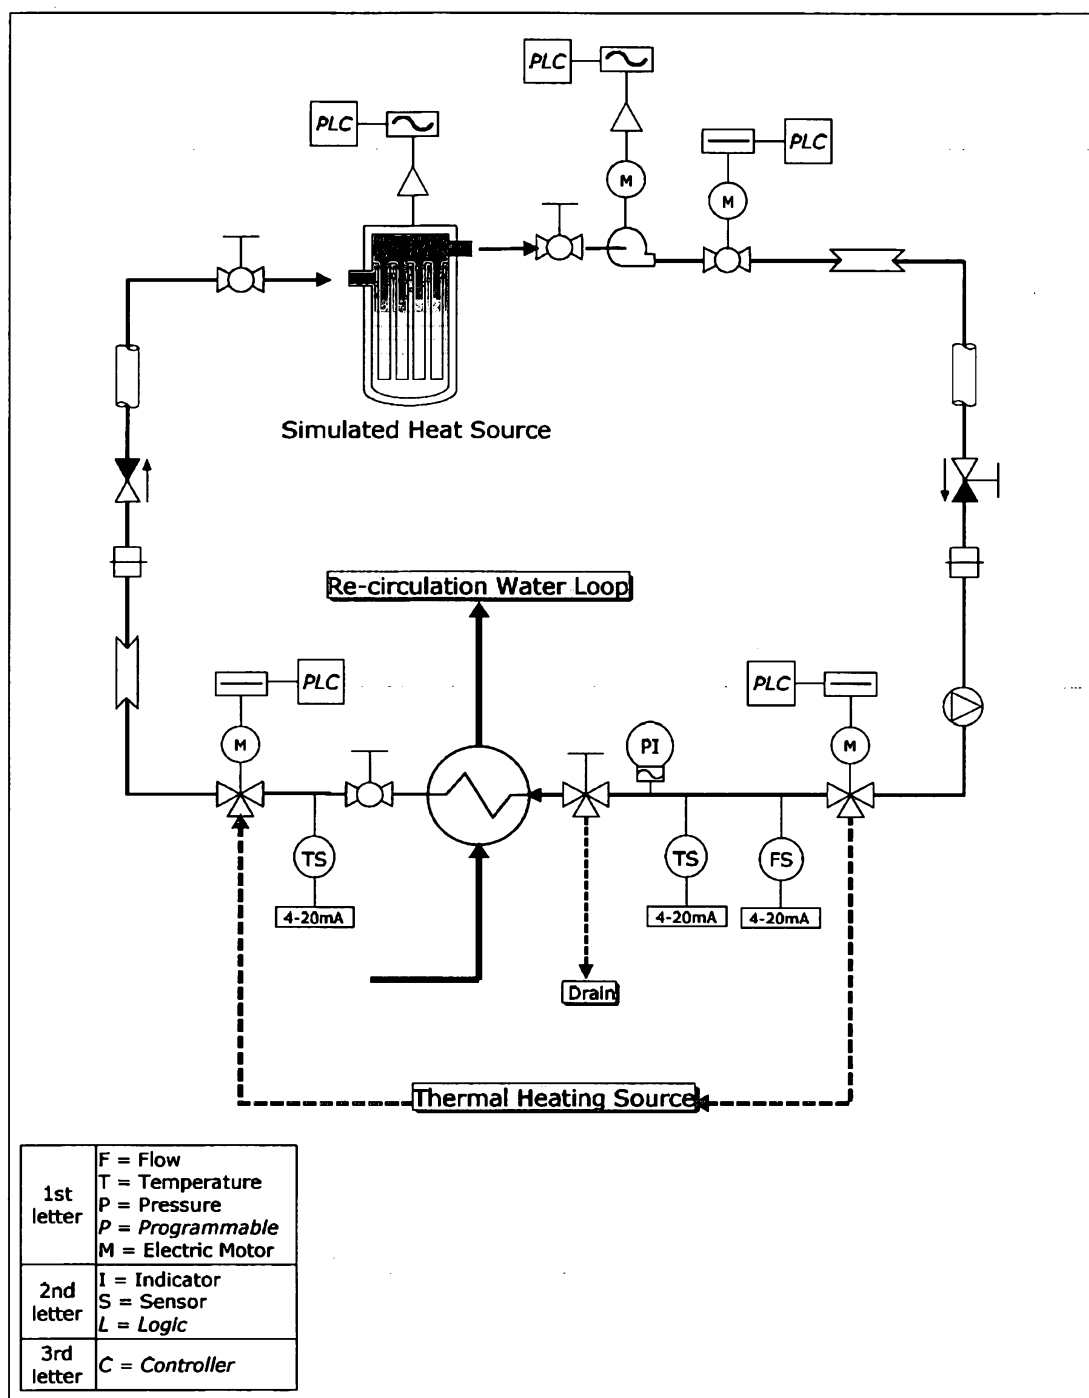 PLC
PLC
PLC
M
M
Simulated Heat Source
Re-circulation Water Loop
PLC
PLC
M
PI
M
TS
TS
FS
4-20mA
4-20mA
4-20mA
Drain
Thermal Heating Source
1st letter
F = Flow
T = Temperature
P = Pressure
P = Programmable
M = Electric Motor
2nd letter
I = Indicator
S = Sensor
L = Logic
3rd letter
C = Controller